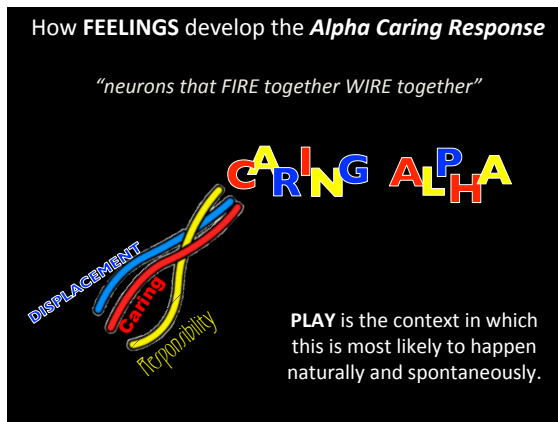 How FEELINGS develop the Alpha Caring Response
“neurons that FIRE together WIRE together”
CARING ALPHA
DISPLACEMENT
Caring
Responsibility
PLAY is the context in which
this is most likely to happen
naturally and spontaneously.